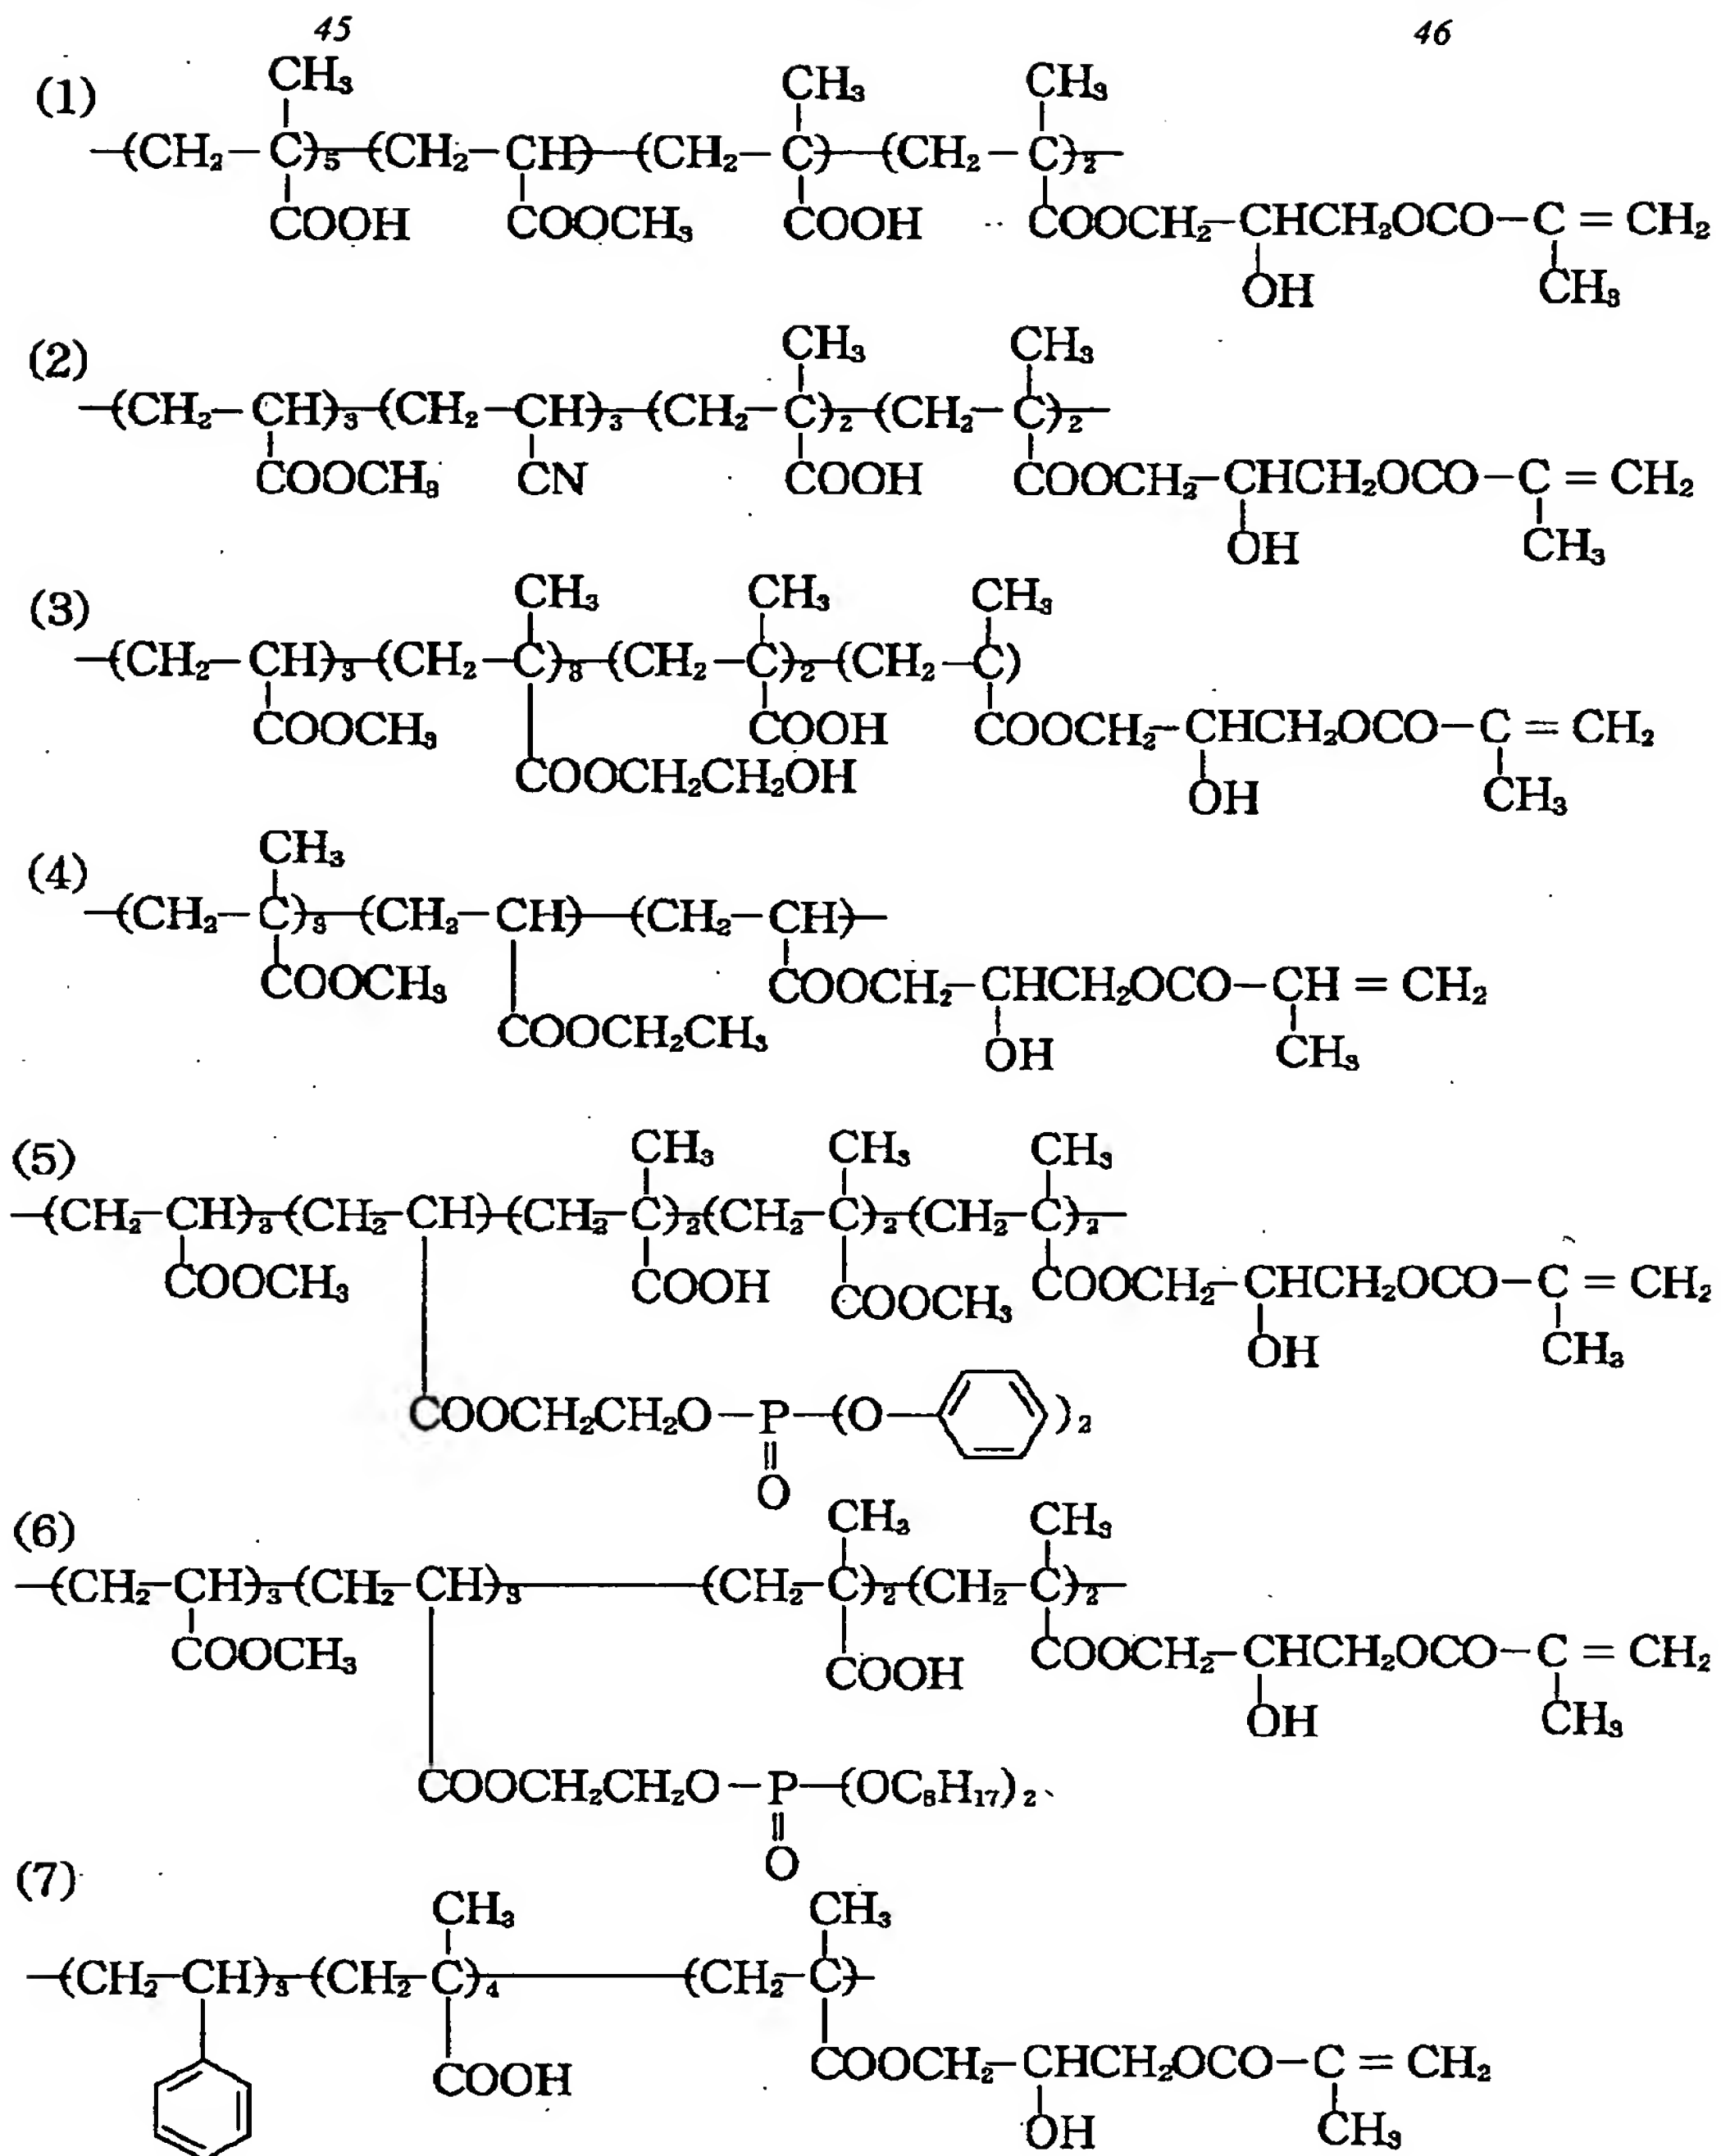 45 46
(1)
CH₃ CH₃ CH₃
—(CH₂—C)₅—(CH₂—CH)—(CH₂—C)—(CH₂—C)₂—
COOH COOCH₃ COOH COOCH₂—CHCH₂OCO—C=CH₂
OH CH₃
(2)
CH₃ CH₃
—(CH₂—CH)₃—(CH₂—CH)₃—(CH₂—C)₂—(CH₂—C)₂—
COOCH₃ CN COOH COOCH₂—CHCH₂OCO—C=CH₂
OH CH₃
(3)
CH₃ CH₃ CH₃
—(CH₂—CH)₃—(CH₂—C)₃—(CH₂—C)₂—(CH₂—C)
COOCH₃ COOH COOCH₂—CHCH₂OCO—C=CH₂
COOCH₂CH₂OH OH CH₃
(4)
CH₃
—(CH₂—C)₃—(CH₂—CH)—(CH₂—CH)—
COOCH₃ COOCH₂—CHCH₂OCO—CH=CH₂
COOCH₂CH₃ OH CH₃
(5)
CH₃ CH₃ CH₃
—(CH₂—CH)₃—(CH₂—CH)—(CH₂—C)₂(CH₂—C)₂—(CH₂—C)₂—
COOCH₃ COOH COOCH₃ COOCH₂—CHCH₂OCO—C=CH₂
OH CH₃
COOCH₂CH₂O—P—(O— )₂
O
(6)
CH₃ CH₃
—(CH₂—CH)₃—(CH₂—CH)₃—(CH₂—C)₂—(CH₂—C)₂—
COOCH₃ COOH COOCH₂—CHCH₂OCO—C=CH₂
OH CH₃
COOCH₂CH₂O—P—(OC₈H₁₇)₂
O
(7)
CH₃ CH₃
—(CH₂—CH)₃—(CH₂—C)₄—(CH₂—C)—
COOH COOCH₂—CHCH₂OCO—C=CH₂
OH CH₃